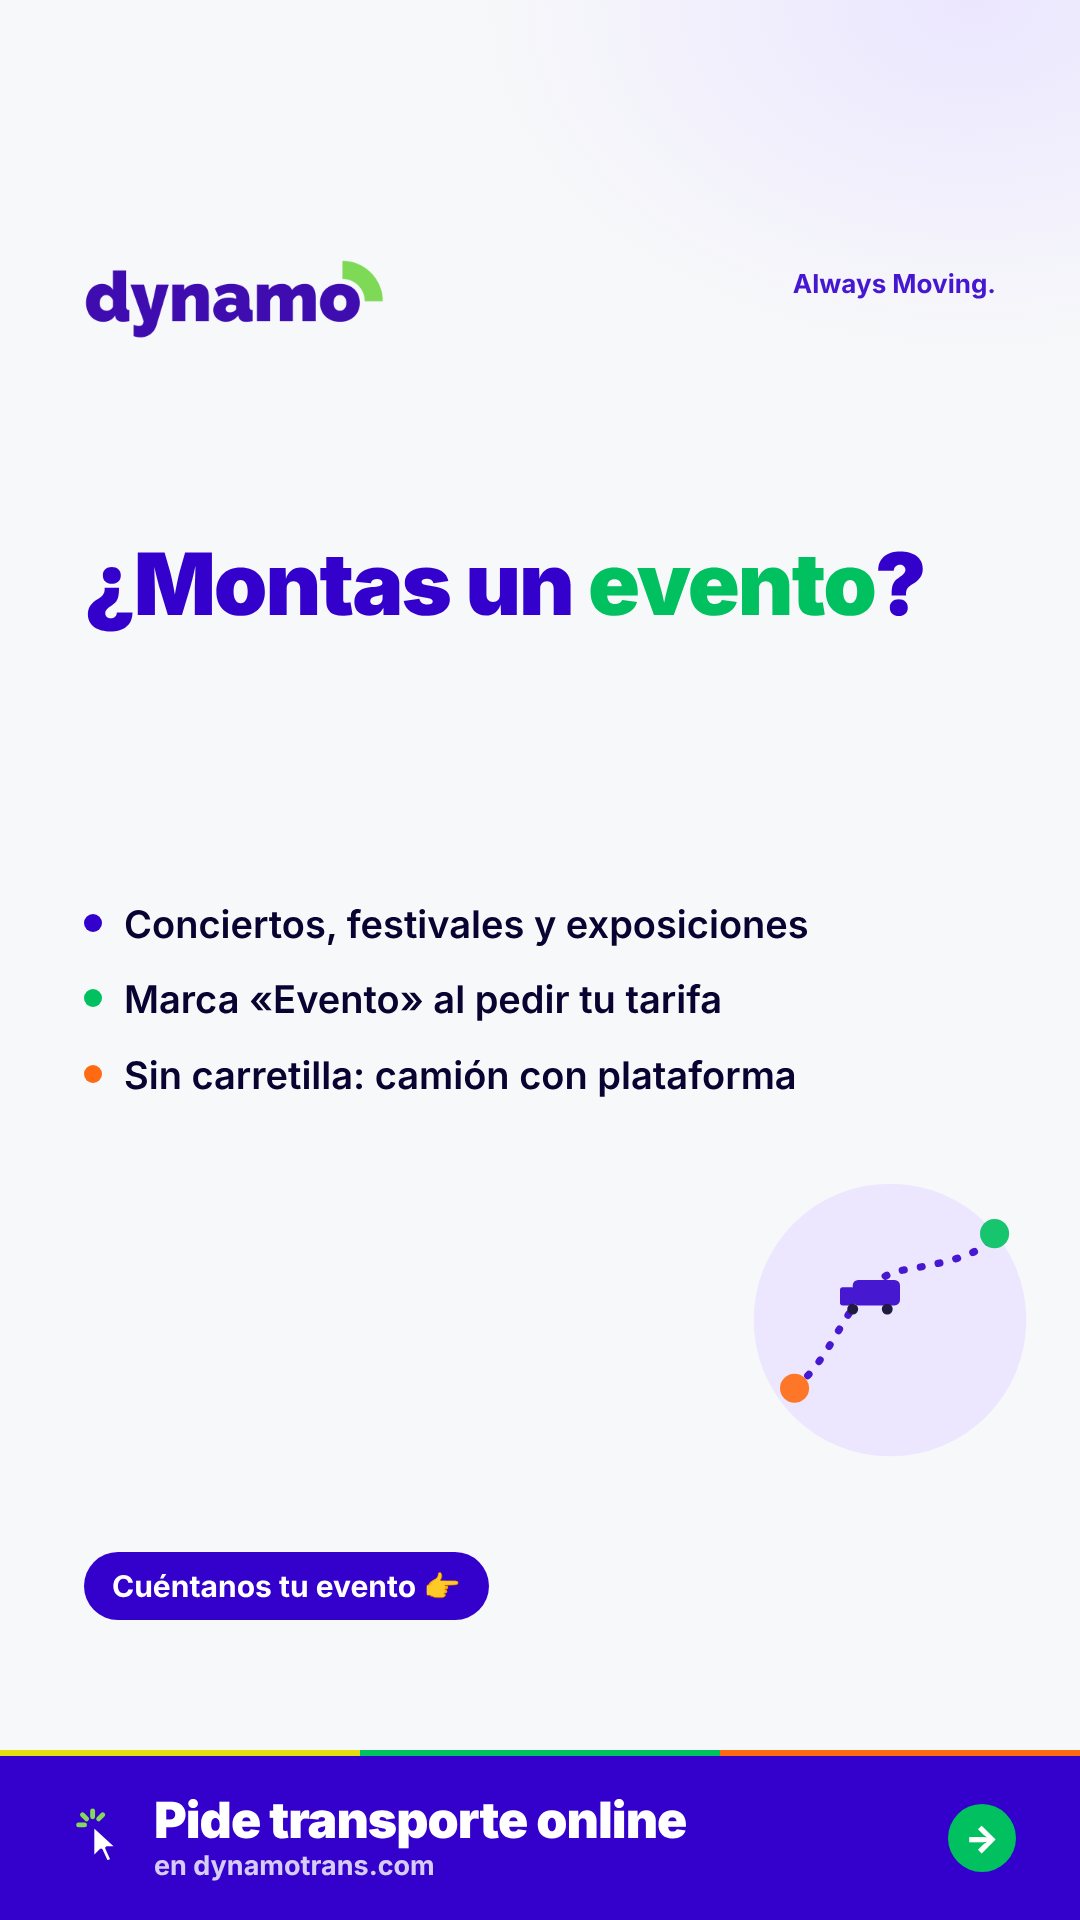 dynamo
Always Moving.
¿Montas un evento?
Conciertos, festivales y exposiciones
Marca «Evento» al pedir tu tarifa
Sin carretilla: camión con plataforma
Cuéntanos tu evento 👉
Pide transporte online
en dynamotrans.com